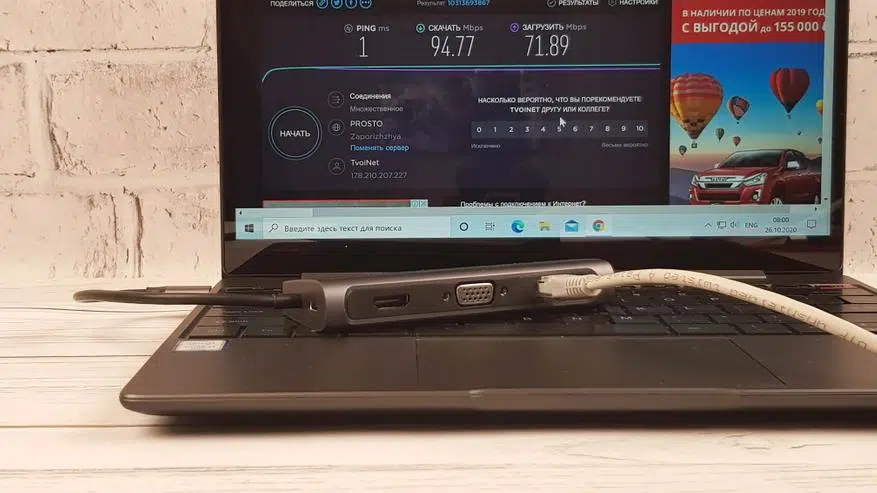 ПОДЕЛИТЬСЯ
Результат 10313693867
РЕЗУЛЬТАТЫ
НАСТРОЙКИ
PING ms
1
СКАЧАТЬ Mbps
94.77
ЗАГРУЗИТЬ Mbps
71.89
НАЧАТЬ
Соединения
Множественное
PROSTO
Zaporizhzhya
Поменять сервер
TvoiNet
178.210.207.227
НАСКОЛЬКО ВЕРОЯТНО, ЧТО ВЫ ПОРЕКОМЕНДУЕТЕ
TVOINET ДРУГУ ИЛИ КОЛЛЕГЕ?
0 1 2 3 4 5 6 7 8 9 10
Исключено
Весьма вероятно
Проблемы с подключением к Интернет?
В НАЛИЧИИ ПО ЦЕНАМ 2019 ГОД
С ВЫГОДОЙ до 155 000
Введите здесь текст для поиска
ENG
08:00
26.10.2020